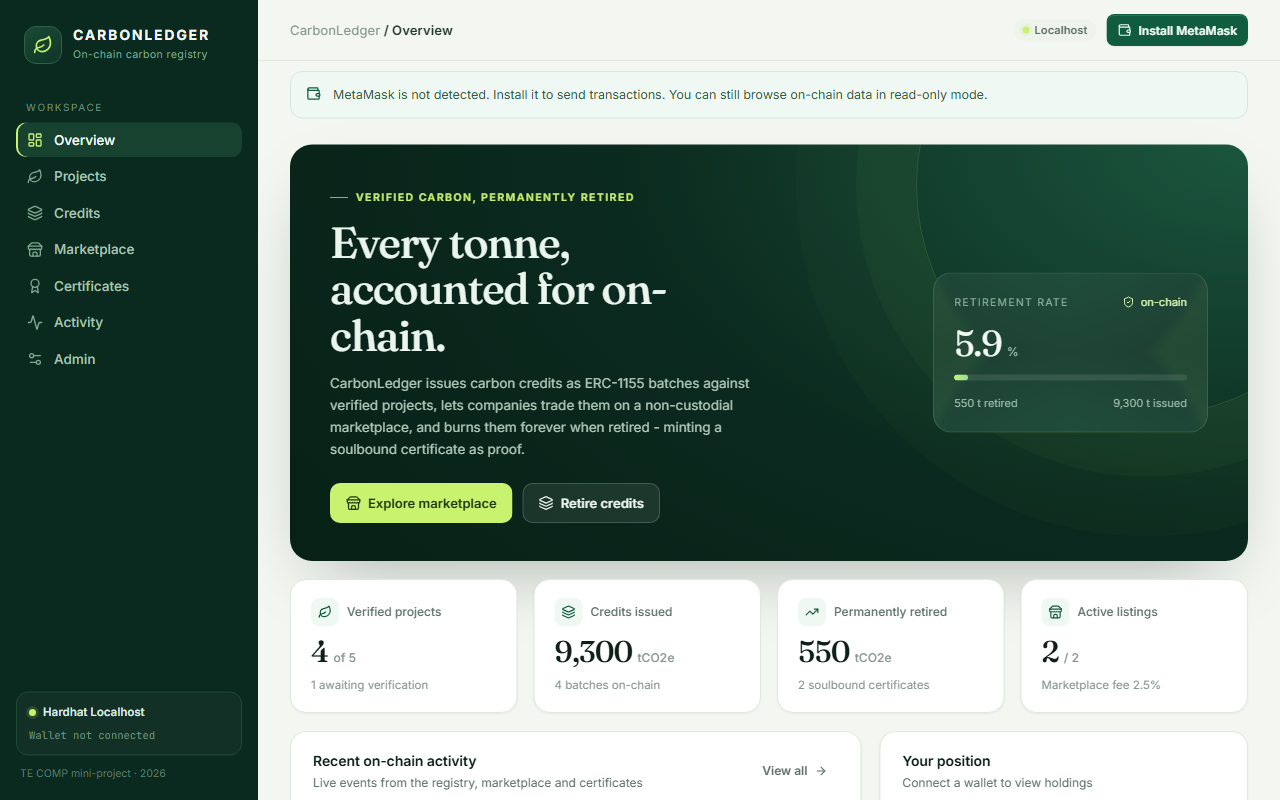 CARBONLEDGER
On-chain carbon registry
WORKSPACE
Overview
Projects
Credits
Marketplace
Certificates
Activity
Admin
Hardhat Localhost
Wallet not connected
TE COMP mini-project · 2026
CarbonLedger / Overview
Localhost
Install MetaMask
MetaMask is not detected. Install it to send transactions. You can still browse on-chain data in read-only mode.
VERIFIED CARBON, PERMANENTLY RETIRED
Every tonne,
accounted for on-
chain.
CarbonLedger issues carbon credits as ERC-1155 batches against
verified projects, lets companies trade them on a non-custodial
marketplace, and burns them forever when retired - minting a
soulbound certificate as proof.
Explore marketplace
Retire credits
RETIREMENT RATE
on-chain
5.9 %
550 t retired
9,300 t issued
Verified projects
4 of 5
1 awaiting verification
Credits issued
9,300 tCO2e
4 batches on-chain
Permanently retired
550 tCO2e
2 soulbound certificates
Active listings
2 / 2
Marketplace fee 2.5%
Recent on-chain activity
Live events from the registry, marketplace and certificates
View all
Your position
Connect a wallet to view holdings